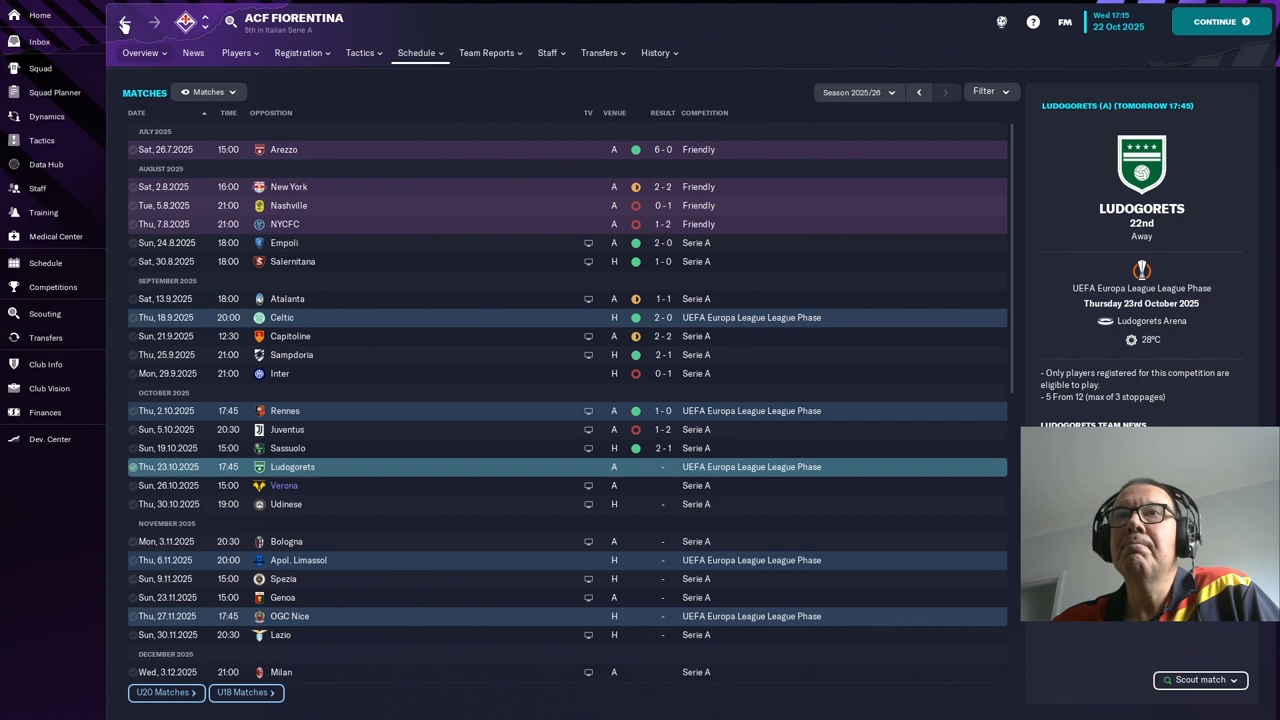 Home
Inbox
Squad
Squad Planner
Dynamics
Tactics
Data Hub
Staff
Training
Medical Center
Schedule
Competitions
Scouting
Transfers
Club Info
Club Vision
Finances
Dev. Center
ACF FIORENTINA
5th in Italian Serie A
FM
Wed 17:15
22 Oct 2025
CONTINUE
Overview
News
Players
Registration
Tactics
Schedule
Team Reports
Staff
Transfers
History
MATCHES
Matches
Season 2025/26
Filter
DATE TIME OPPOSITION TV VENUE RESULT COMPETITION
JULY 2025
Sat, 26.7.2025 15:00 Arezzo A 6 - 0 Friendly
AUGUST 2025
Sat, 2.8.2025 16:00 New York A 2 - 2 Friendly
Tue, 5.8.2025 21:00 Nashville A 0 - 1 Friendly
Thu, 7.8.2025 21:00 NYCFC A 1 - 2 Friendly
Sun, 24.8.2025 18:00 Empoli A 2 - 0 Serie A
Sat, 30.8.2025 18:00 Salernitana H 1 - 0 Serie A
SEPTEMBER 2025
Sat, 13.9.2025 18:00 Atalanta A 1 - 1 Serie A
Thu, 18.9.2025 20:00 Celtic H 2 - 0 UEFA Europa League League Phase
Sun, 21.9.2025 12:30 Capitoline A 2 - 2 Serie A
Thu, 25.9.2025 21:00 Sampdoria H 2 - 1 Serie A
Mon, 29.9.2025 21:00 Inter H 0 - 1 Serie A
OCTOBER 2025
Thu, 2.10.2025 17:45 Rennes A 1 - 0 UEFA Europa League League Phase
Sun, 5.10.2025 20:30 Juventus A 1 - 2 Serie A
Sun, 19.10.2025 15:00 Sassuolo H 2 - 1 Serie A
Thu, 23.10.2025 17:45 Ludogorets A - UEFA Europa League League Phase
Sun, 26.10.2025 15:00 Verona A Serie A
Thu, 30.10.2025 19:00 Udinese H - Serie A
NOVEMBER 2025
Mon, 3.11.2025 20:30 Bologna A - Serie A
Thu, 6.11.2025 20:00 Apol. Limassol H - UEFA Europa League League Phase
Sun, 9.11.2025 15:00 Spezia H - Serie A
Sun, 23.11.2025 15:00 Genoa A - Serie A
Thu, 27.11.2025 17:45 OGC Nice H - UEFA Europa League League Phase
Sun, 30.11.2025 20:30 Lazio H - Serie A
DECEMBER 2025
Wed, 3.12.2025 21:00 Milan A Serie A
U20 Matches
U18 Matches
LUDOGORETS (A) (TOMORROW 17:45)
LUDOGORETS
22nd
Away
UEFA Europa League League Phase
Thursday 23rd October 2025
Ludogorets Arena
28ºC
- Only players registered for this competition are
eligible to play.
- 5 From 12 (max of 3 stoppages)
LUDOGORETS TEAM NEWS
Scout match